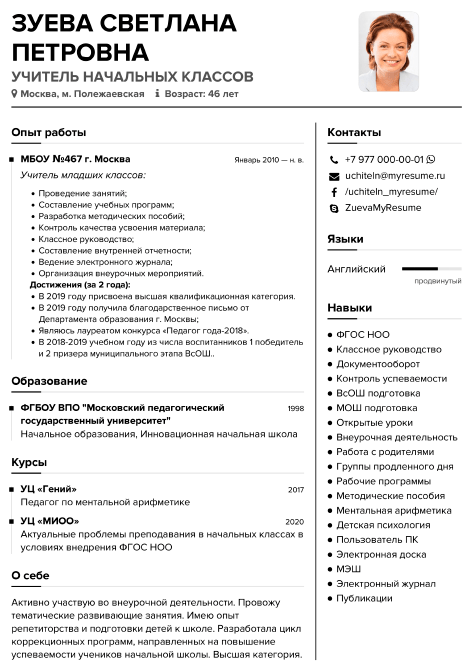 ЗУЕВА СВЕТЛАНА
ПЕТРОВНА
УЧИТЕЛЬ НАЧАЛЬНЫХ КЛАССОВ
Москва, м. Полежаевская Возраст: 46 лет
Опыт работы
МБОУ №467 г. Москва Январь 2010 — н. в.
Учитель младших классов:
• Проведение занятий;
• Составление учебных программ;
• Разработка методических пособий;
• Контроль качества усвоения материала;
• Классное руководство;
• Составление внутренней отчетности;
• Ведение электронного журнала;
• Организация внеурочных мероприятий.
Достижения (за 2 года):
• В 2019 году присвоена высшая квалификационная категория.
• В 2019 году получила благодарственное письмо от
Департамента образования г. Москвы;
• Являюсь лауреатом конкурса «Педагог года-2018».
• В 2018-2019 учебном году из числа воспитанников 1 победитель
и 2 призера муниципального этапа ВсОШ..
Образование
ФГБОУ ВПО "Московский педагогический 1998
государственный университет"
Начальное образования, Инновационная начальная школа
Курсы
УЦ «Гений» 2017
Педагог по ментальной арифметике
УЦ «МИОО» 2020
Актуальные проблемы преподавания в начальных классах в
условиях внедрения ФГОС НОО
О себе
Активно участвую во внеурочной деятельности. Провожу
тематические развивающие занятия. Имею опыт
репетиторства и подготовки детей к школе. Разработала цикл
коррекционных программ, направленных на повышение
успеваемости учеников начальной школы. Высшая категория.
Контакты
+7 977 000-00-01
uchiteln@myresume.ru
/uchiteln_myresume/
ZuevaMyResume
Языки
Английский
продвинутый
Навыки
• ФГОС НОО
• Классное руководство
• Документооборот
• Контроль успеваемости
• ВсОШ подготовка
• МОШ подготовка
• Открытые уроки
• Внеурочная деятельность
• Работа с родителями
• Группы продленного дня
• Рабочие программы
• Методические пособия
• Ментальная арифметика
• Детская психология
• Пользователь ПК
• Электронная доска
• МЭШ
• Электронный журнал
• Публикации